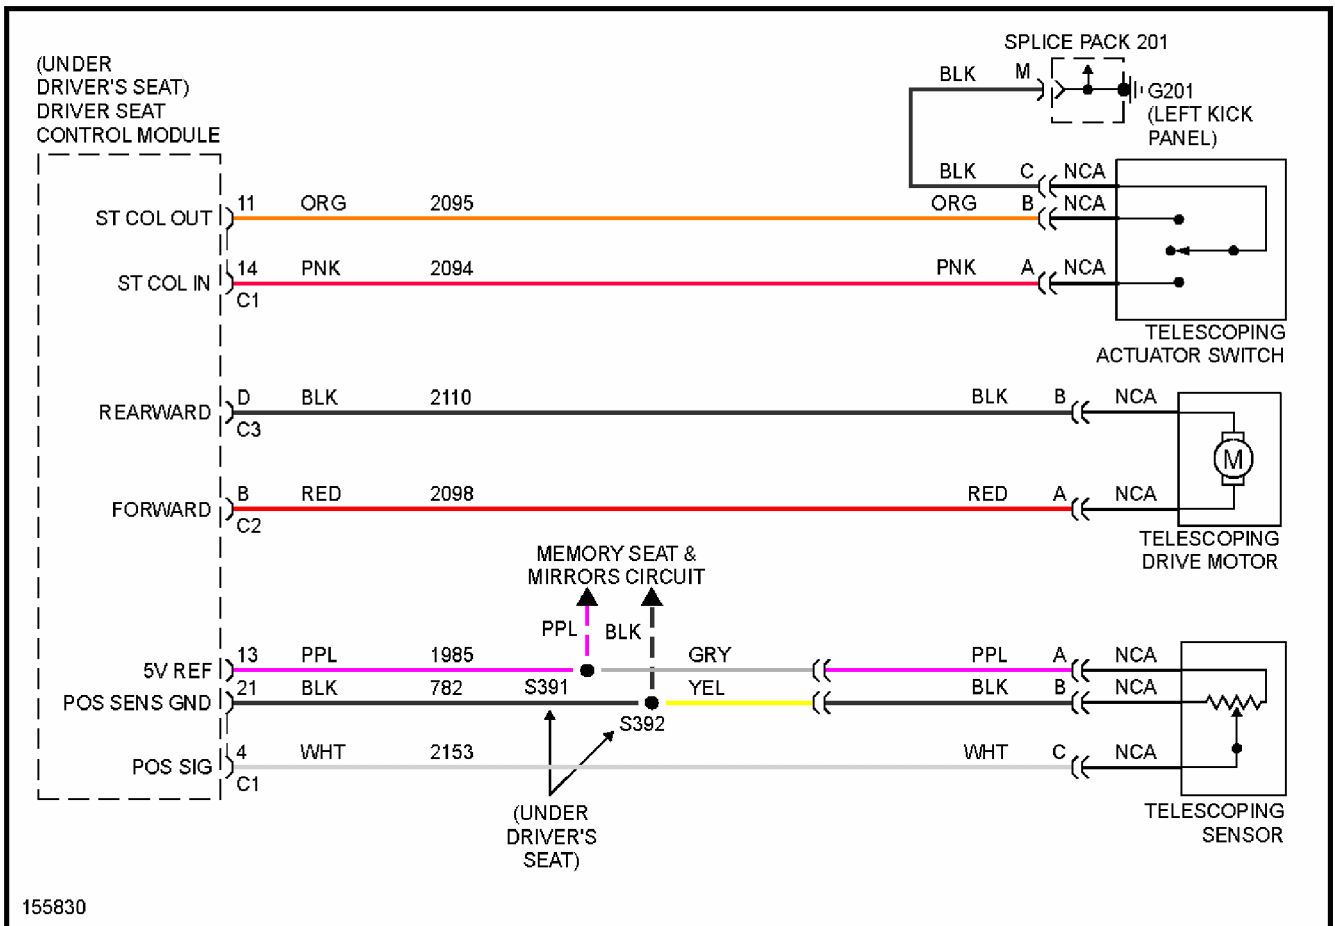 SPLICE PACK 201
(UNDER
DRIVER'S SEAT)
DRIVER SEAT
CONTROL MODULE
BLK M
G201
(LEFT KICK
PANEL)
BLK C NCA
ST COL OUT 11 ORG 2095 ORG B NCA
ST COL IN 14 PNK 2094 PNK A NCA
C1
TELESCOPING
ACTUATOR SWITCH
REARWARD D BLK 2110 BLK B NCA
C3
M
FORWARD B RED 2098 RED A NCA
C2
TELESCOPING
DRIVE MOTOR
MEMORY SEAT &
MIRRORS CIRCUIT
PPL BLK
5V REF 13 PPL 1985 GRY PPL A NCA
POS SENS GND 21 BLK 782 S391 YEL BLK B NCA
S392
POS SIG 4 WHT 2153 WHT C NCA
C1
(UNDER
DRIVER'S
SEAT)
TELESCOPING
SENSOR
155830